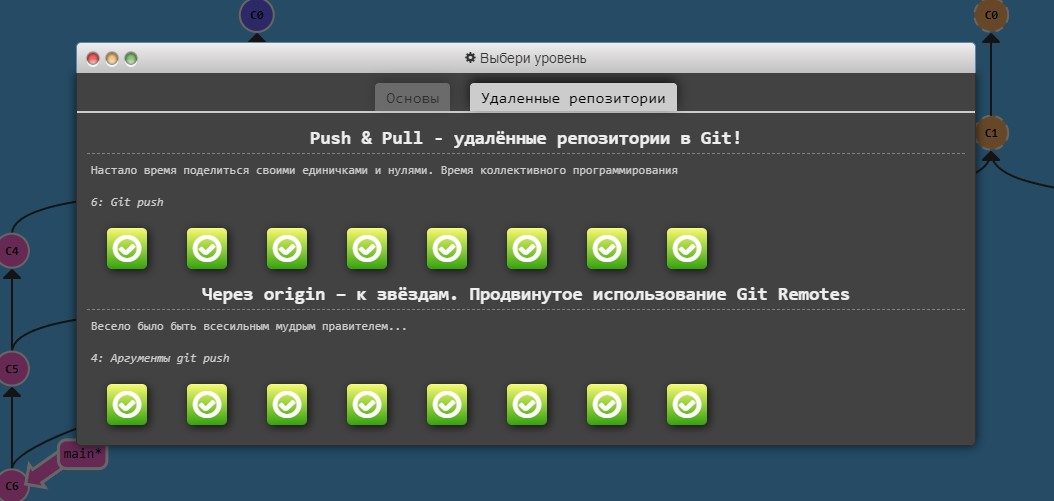 C0
C0
Выбери уровень
Основы
Удаленные репозитории
Push & Pull - удалённые репозитории в Git!
C1
Настало время поделиться своими единичками и нулями. Время коллективного программирования
6: Git push
C4
Через origin – к звёздам. Продвинутое использование Git Remotes
Весело было быть всесильным мудрым правителем...
4: Аргументы git push
C5
main*
C6